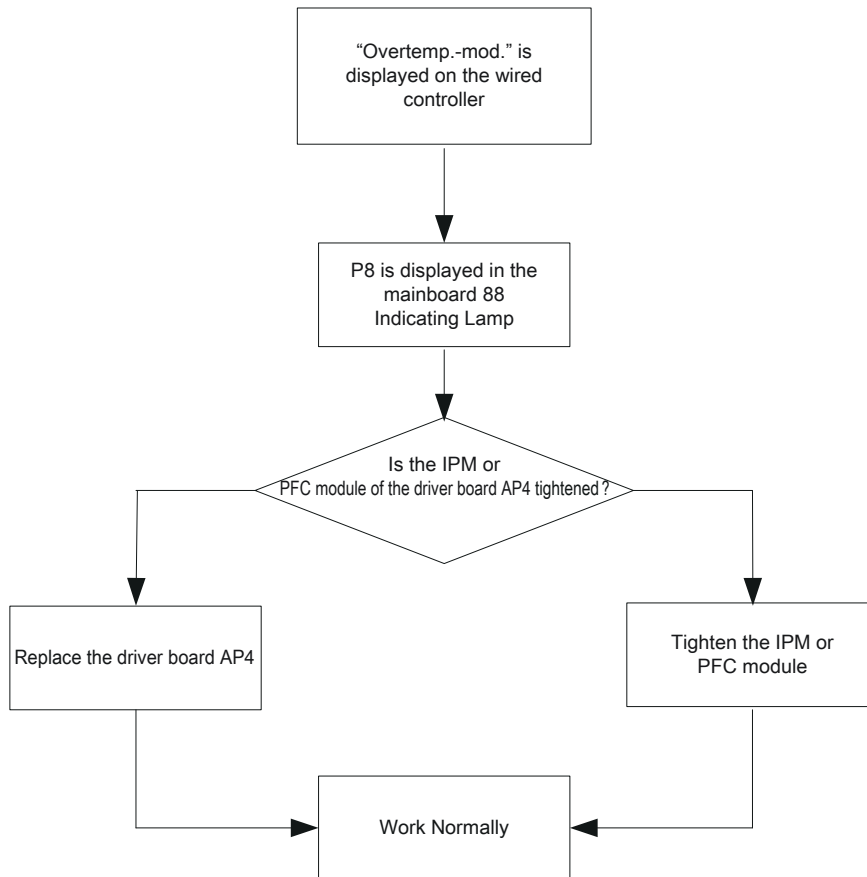 “Overtemp.-mod.” is
displayed on the wired
controller
P8 is displayed in the
mainboard 88
Indicating Lamp
Is the IPM or
PFC module of the driver board AP4 tightened?
Replace the driver board AP4
Tighten the IPM or
PFC module
Work Normally